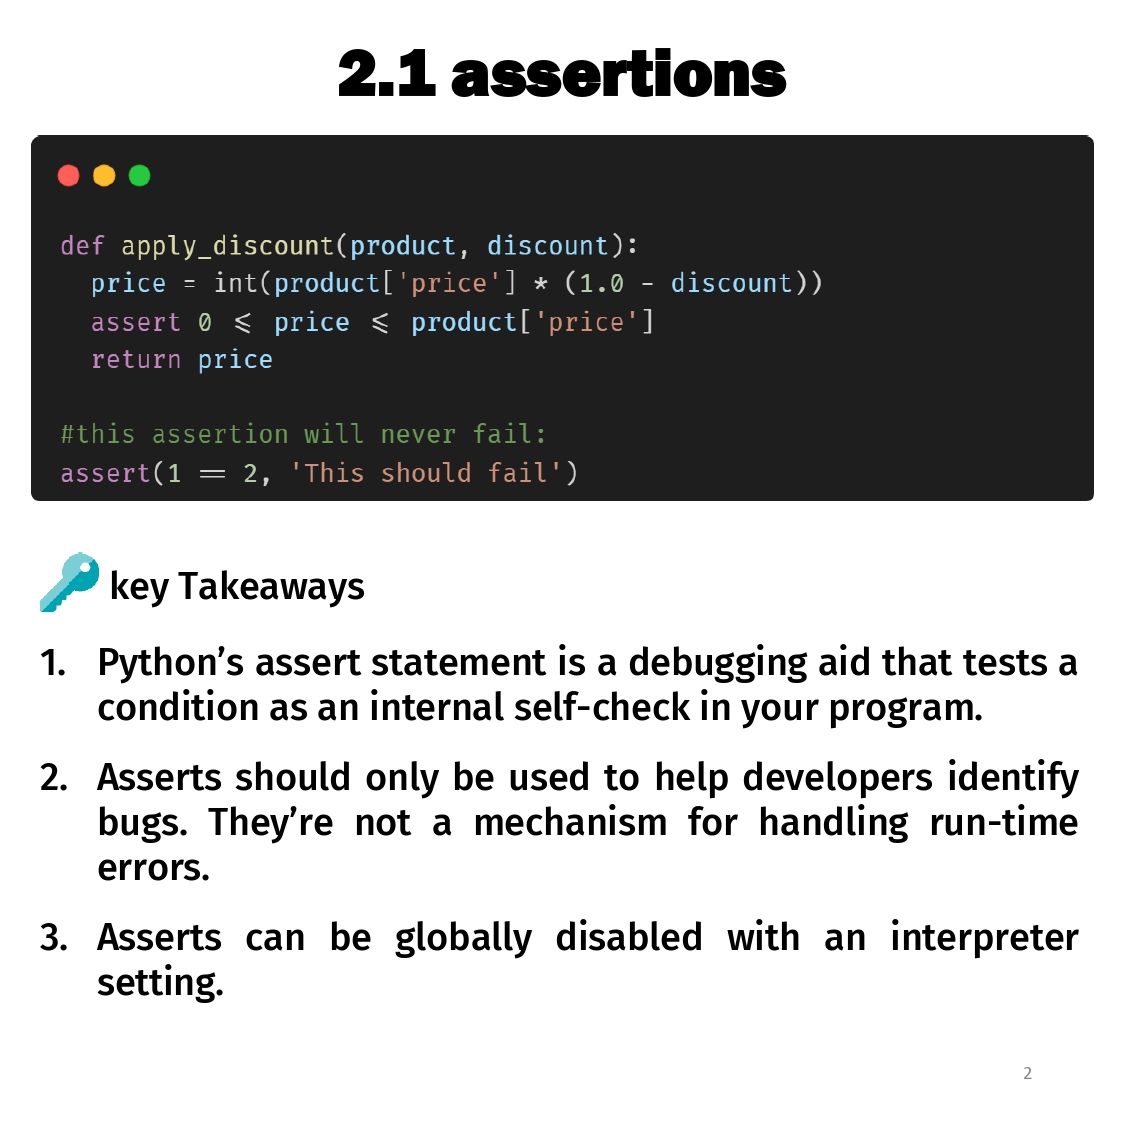 2.1 assertions
def apply_discount(product, discount):
  price = int(product['price'] * (1.0 - discount))
  assert 0 <= price <= product['price']
  return price
#this assertion will never fail:
assert(1 == 2, 'This should fail')
key Takeaways
1. Python’s assert statement is a debugging aid that tests a
condition as an internal self-check in your program.
2. Asserts should only be used to help developers identify
bugs. They’re not a mechanism for handling run-time
errors.
3. Asserts can be globally disabled with an interpreter
setting.
2